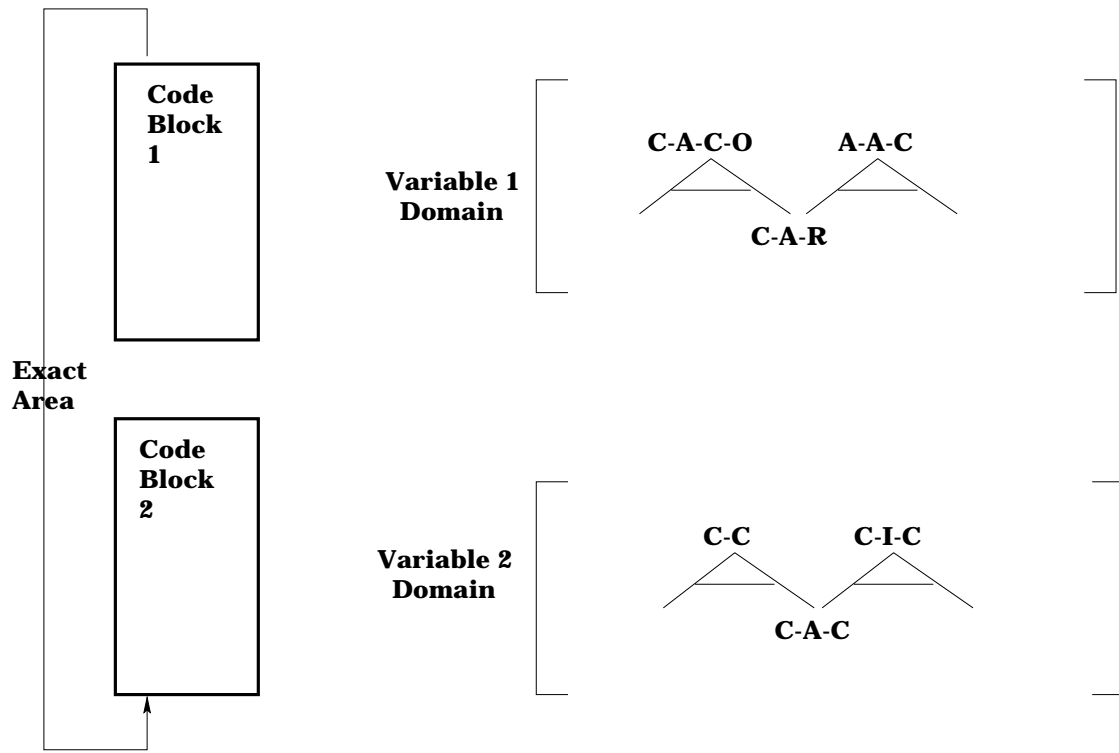 Code
Block
1
Variable 1
Domain
C-A-C-O
A-A-C
C-A-R
Exact
Area
Code
Block
2
Variable 2
Domain
C-C
C-I-C
C-A-C